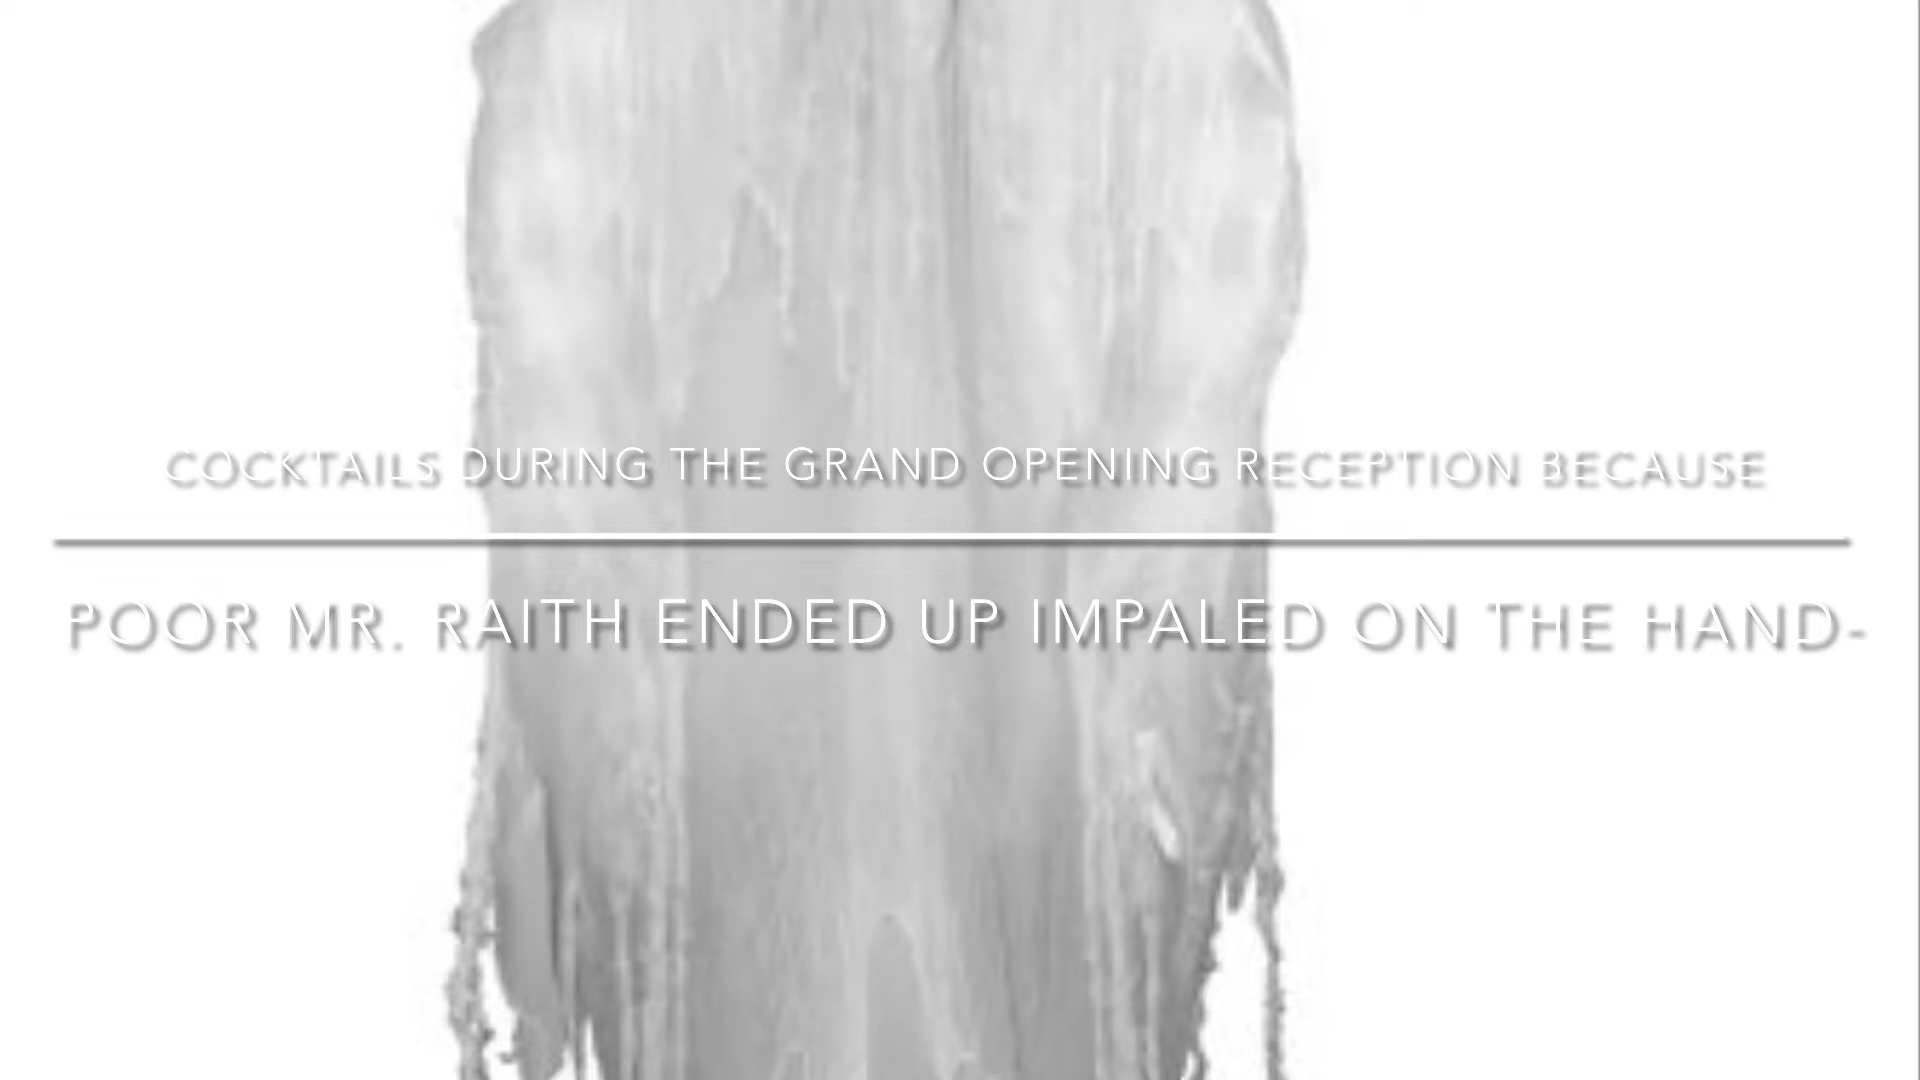 COCKTAILS DURING THE GRAND OPENING RECEPTION BECAUSE
POOR MR. RAITH ENDED UP IMPALED ON THE HAND-